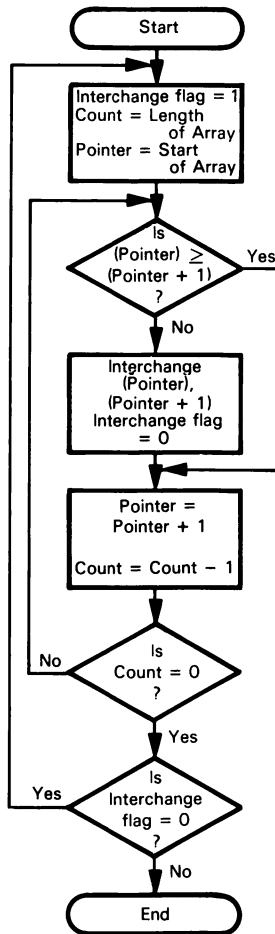 Start
Interchange flag = 1
Count = Length
of Array
Pointer = Start
of Array
Is
(Pointer) ≥
(Pointer + 1)
?
Yes
No
Interchange
(Pointer),
(Pointer + 1)
Interchange flag
= 0
Pointer =
Pointer + 1
Count = Count − 1
Is
Count = 0
?
No
Yes
Is
Interchange
flag = 0
?
Yes
No
End